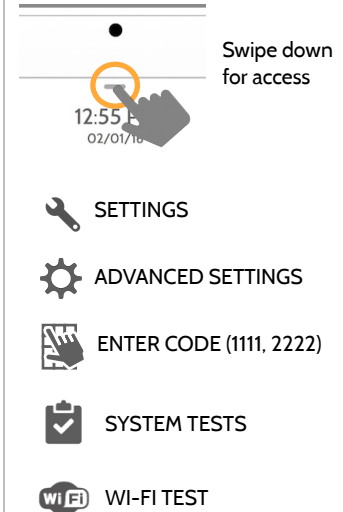 Swipe down
for access
12:55 P
02/01/18
SETTINGS
ADVANCED SETTINGS
ENTER CODE (1111, 2222)
SYSTEM TESTS
WiFi WI-FI TEST